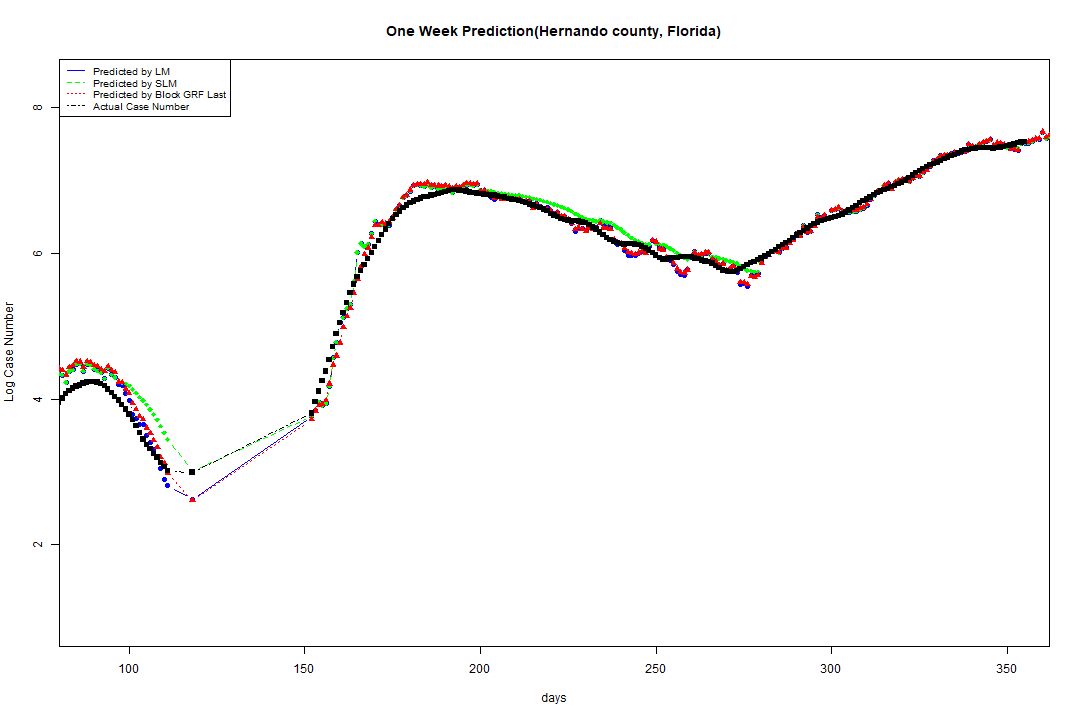 One Week Prediction(Hernando county, Florida)
Predicted by LM
Predicted by SLM
Predicted by Block GRF Last
Actual Case Number
8
6
4
2
Log Case Number
100 150 200 250 300 350
days